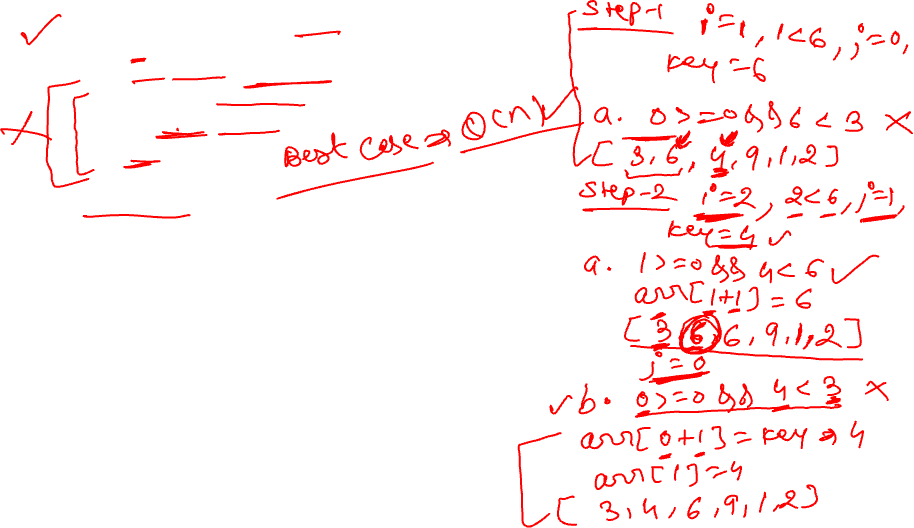 Best case ⇒ O(n)
Step-1 i=1, 1<6, j=0,
key=6
a. 0>=0 && 6 < 3 ×
[ 3, 6, 4, 9, 1, 2 ]
Step-2 i=2, 2<6, j=1,
key=4 ✓
a. 1>=0 && 4<6 ✓
arr[1+1] = 6
[ 3 6, 6, 9, 1, 2 ]
j=0
✓ b. 0>=0 && 4<3 ×
arr[0+1] = key → 4
arr[1]=4
[ 3, 4, 6, 9, 1, 2 ]